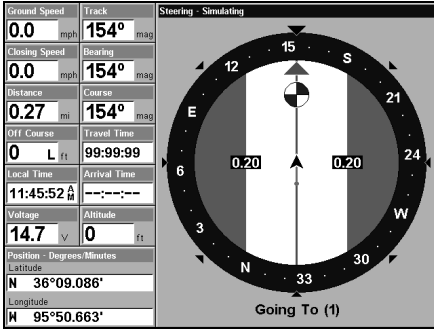 Ground Speed
0.0 mph
Track
154° mag
Closing Speed
0.0 mph
Bearing
154° mag
Distance
0.27 mi
Course
154° mag
Off Course
0 L ft
Travel Time
99:99:99
Local Time
11:45:52 AM
Arrival Time
--:--:--
Voltage
14.7 V
Altitude
0 ft
Position - Degrees/Minutes
Latitude
N 36°09.086'
Longitude
W 95°50.663'
Steering - Simulating
12
15
S
21
24
W
30
33
N
3
6
E
0.20
0.20
Going To (1)